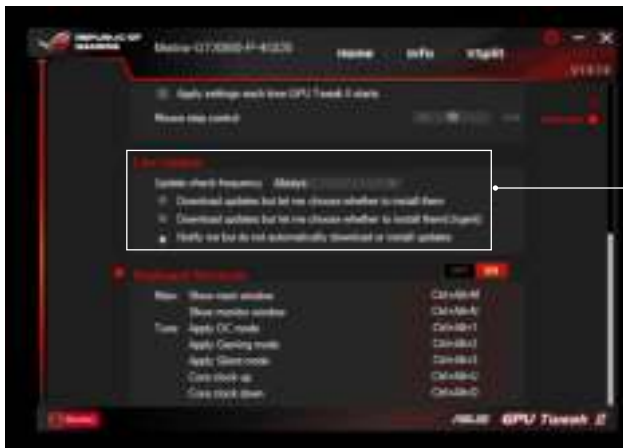 REPUBLIC OF
GAMERS
Home Info VSplit
Apply settings each time GPU Tweak II starts
Mouse step control
Live Update
Update check frequency Always
Download updates but let me choose whether to install them
Download updates but let me choose whether to install them(Urgent)
Notify me but do not automatically download or install updates
Keyboard Shortcuts
ON
Main Show main window Ctrl+Alt+M
Show monitor window
Tune Apply OC mode Ctrl+Alt+1
Apply Gaming mode Ctrl+Alt+2
Apply Silent mode Ctrl+Alt+3
Core clock up Ctrl+Alt+U
Core clock down Ctrl+Alt+D
ASUS GPU Tweak II